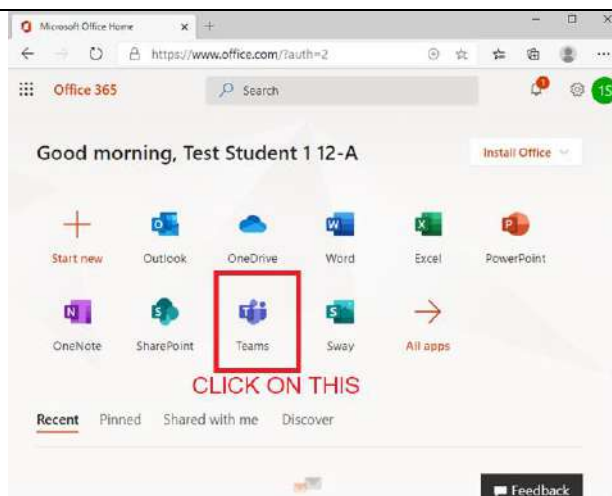 Microsoft Office Home
https://www.office.com/?auth=2
Office 365 Search 1 1S
Good morning, Test Student 1 12-A Install Office
Start new Outlook OneDrive Word Excel PowerPoint
OneNote SharePoint Teams Sway All apps
CLICK ON THIS
Recent Pinned Shared with me Discover
Feedback